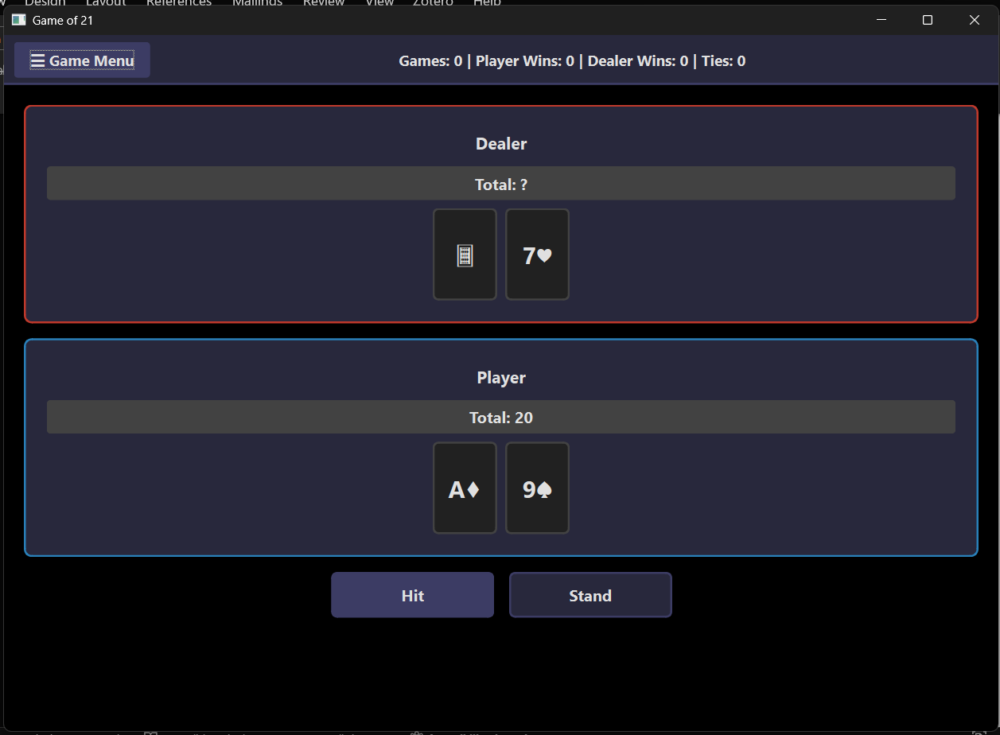 Design Layout References Mailings Review View Zotero Help
Game of 21
☰ Game Menu
Games: 0 | Player Wins: 0 | Dealer Wins: 0 | Ties: 0
Dealer
Total: ?
🂠 7♥
Player
Total: 20
A♦ 9♠
Hit Stand